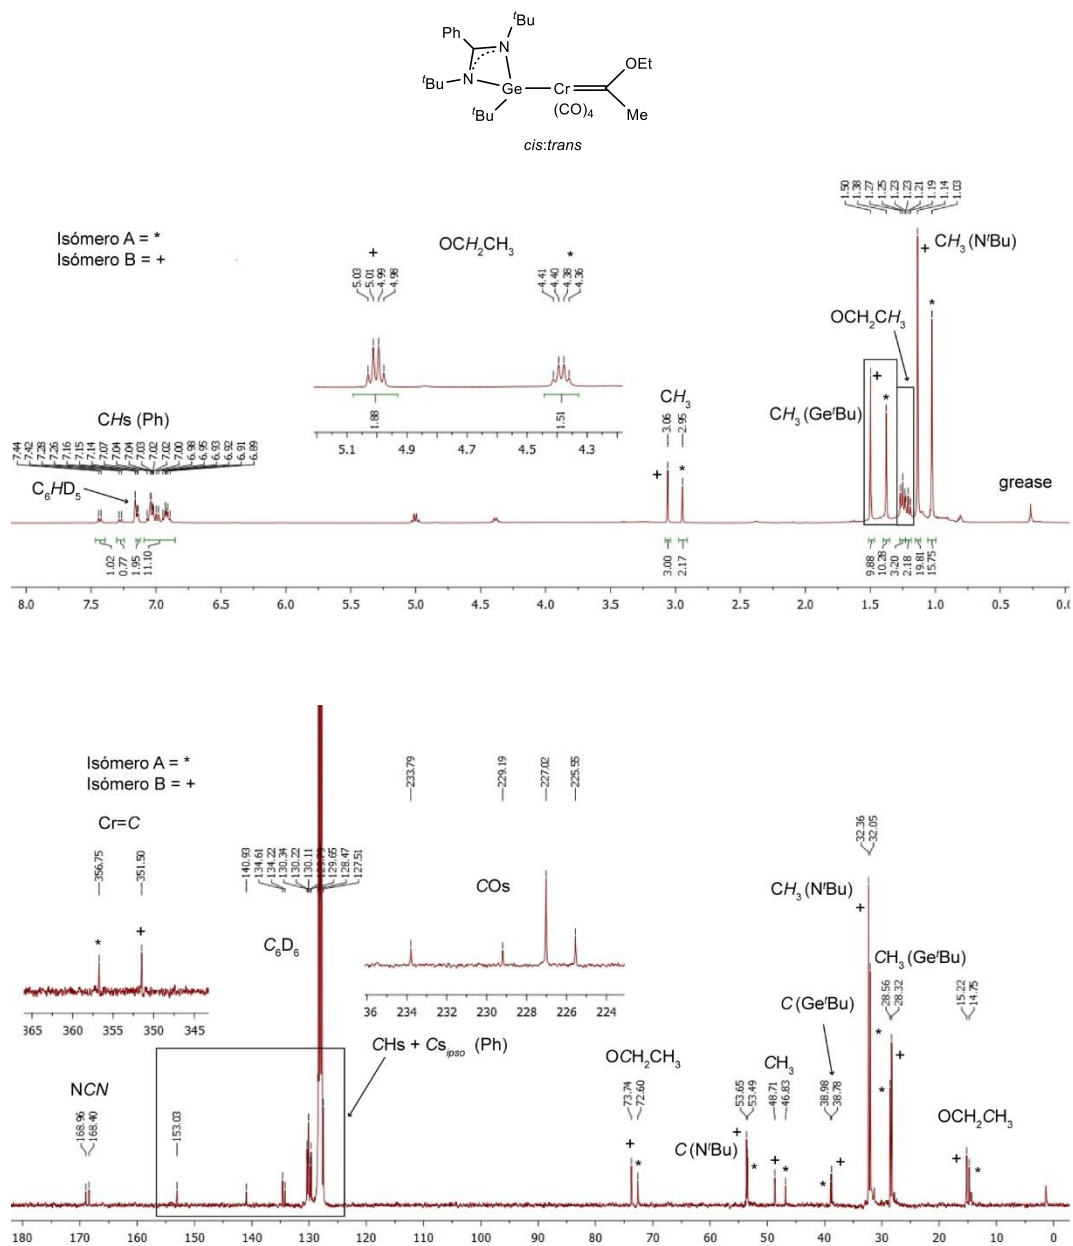 Ph
ᵗBu
N
N
ᵗBu
Ge
Cr
OEt
ᵗBu
(CO)₄
Me
cis:trans
Isómero A = *
Isómero B = +
1.50
1.38
1.27
1.25
1.23
1.23
1.21
1.19
1.14
1.03
OCH₂CH₃
+
*
5.03
5.01
4.99
4.98
4.41
4.40
4.38
4.36
+ CH₃ (NᵗBu)
*
OCH₂CH₃
1.88
1.51
5.1 4.9 4.7 4.5 4.3
CH₃
3.06
2.95
+
*
CH₃ (GeᵗBu)
+
*
CHs (Ph)
7.44
7.42
7.28
7.26
7.16
7.15
7.14
7.07
7.04
7.04
7.03
7.02
7.02
7.00
6.98
6.95
6.93
6.92
6.91
6.89
C₆HD₅
grease
1.02
0.77
1.95
11.10
3.00
2.17
9.88
10.28
3.20
2.18
19.81
15.75
8.0 7.5 7.0 6.5 6.0 5.5 5.0 4.5 4.0 3.5 3.0 2.5 2.0 1.5 1.0 0.5 0.0
Isómero A = *
Isómero B = +
Cr=C
356.75
351.50
*
+
365 360 355 350 345
140.93
134.61
134.22
130.34
130.22
130.11
129.65
128.47
127.51
C₆D₆
233.79
229.19
227.02
225.55
COs
36 234 232 230 228 226 224
32.36
32.05
CH₃ (NᵗBu)
+
CH₃ (GeᵗBu)
28.56
28.32
*
*
+
C (GeᵗBu)
38.98
38.78
*
+
15.22
14.75
OCH₂CH₃
+
*
CHs + Csipso (Ph)
NCN
168.96
168.40
153.03
OCH₂CH₃
73.74
72.60
+
*
53.65
53.49
C (NᵗBu)
+
*
CH₃
48.71
46.83
+
*
180 170 160 150 140 130 120 110 100 90 80 70 60 50 40 30 20 10 0